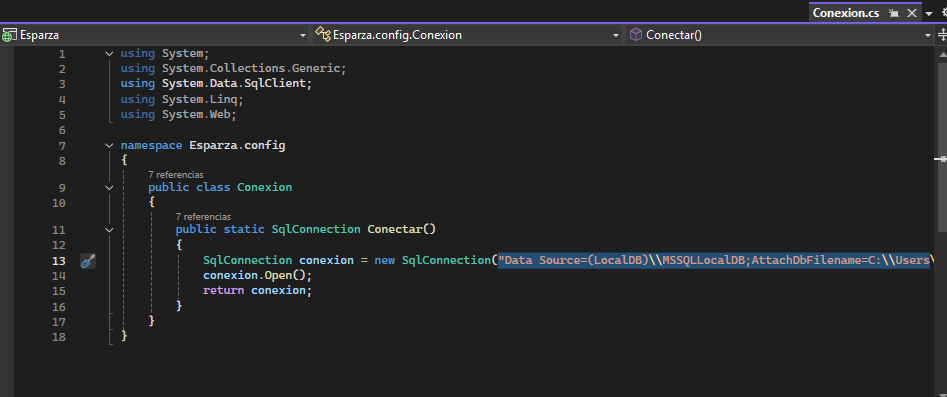 Conexion.cs
Esparza Esparza.config.Conexion Conectar()
1 using System;
2 using System.Collections.Generic;
3 using System.Data.SqlClient;
4 using System.Linq;
5 using System.Web;
6
7 namespace Esparza.config
8 {
7 referencias
9 public class Conexion
10 {
7 referencias
11 public static SqlConnection Conectar()
12 {
13 SqlConnection conexion = new SqlConnection("Data Source=(LocalDB)\\MSSQLLocalDB;AttachDbFilename=C:\\Users\
14 conexion.Open();
15 return conexion;
16 }
17 }
18 }